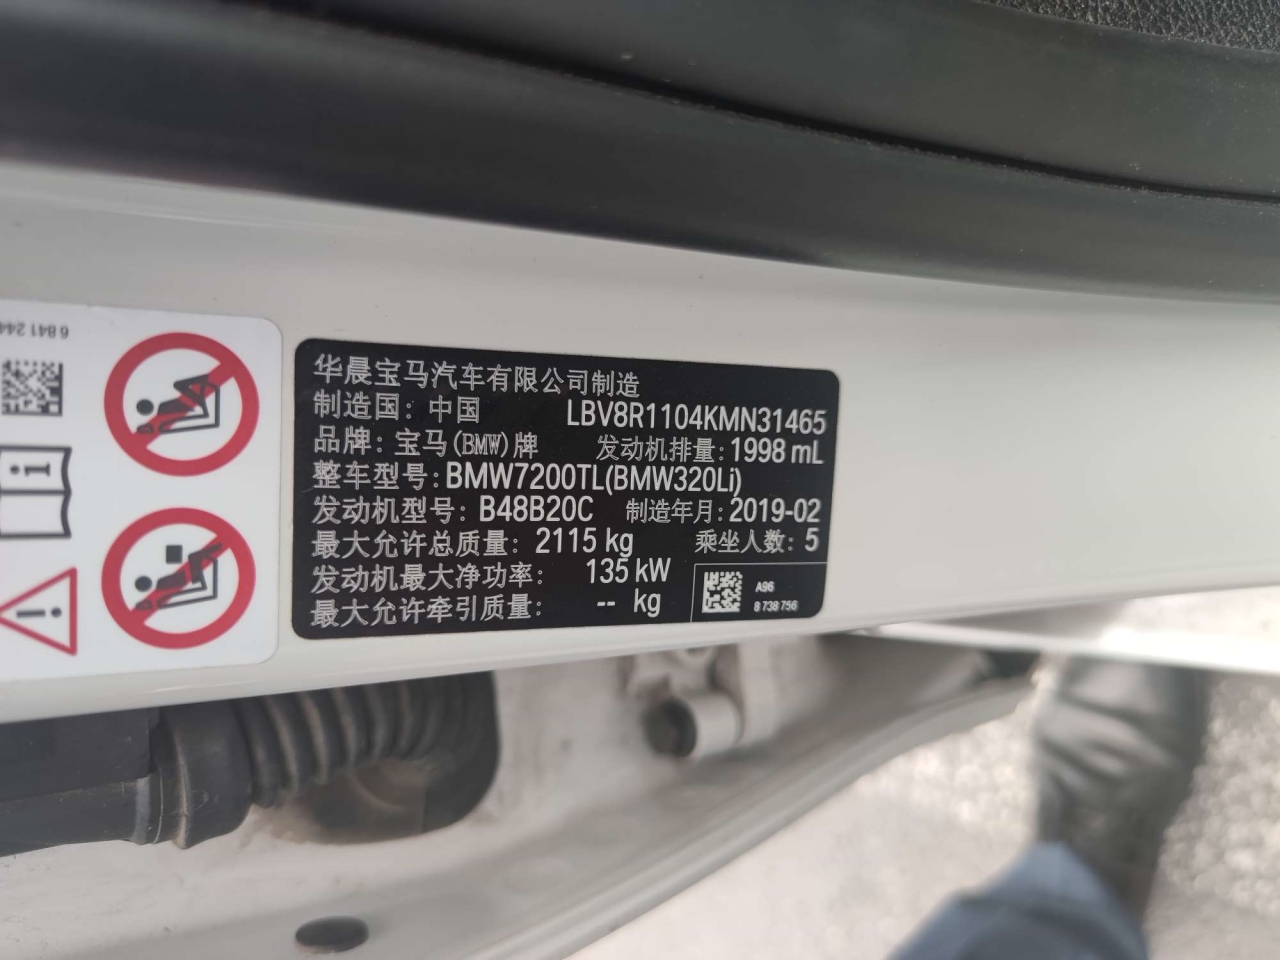 6 841 244
华晨宝马汽车有限公司制造
制造国：中国 LBV8R1104KMN31465
品牌：宝马(BMW)牌 发动机排量：1998 mL
整车型号：BMW7200TL(BMW320Li)
发动机型号：B48B20C 制造年月：2019-02
最大允许总质量：2115 kg 乘坐人数：5
发动机最大净功率：135 kW
最大允许牵引质量：-- kg
A96
8 738 756